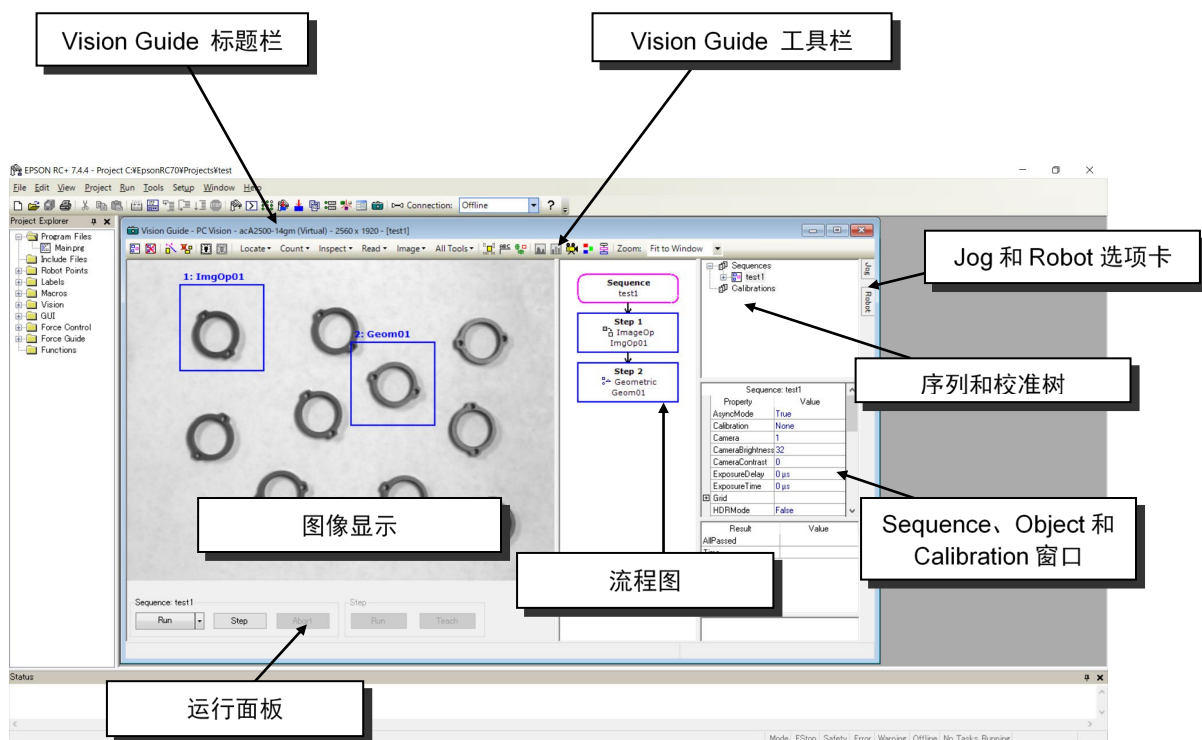 Vision Guide 标题栏
Vision Guide 工具栏
EPSON RC+ 7.4.4 - Project C:¥EpsonRC70¥Projects¥test
File Edit View Project Run Tools Setup Window Help
Connection: Offline
Project Explorer
Program Files
Main.prg
Include Files
Robot Points
Labels
Macros
Vision
GUI
Force Control
Force Guide
Functions
Vision Guide - PC Vision - acA2500-14gm (Virtual) - 2560 x 1920 - [test1]
Locate Count Inspect Read Image All Tools Zoom: Fit to Window
1: ImgOp01
2: Geom01
Sequence
test1
Step 1
ImageOp
ImgOp01
Step 2
Geometric
Geom01
Sequences
test1
Calibrations
Jog
Robot
Jog 和 Robot 选项卡
序列和校准树
Sequence: test1
Property Value
AsyncMode True
Calibration None
Camera 1
CameraBrightness 32
CameraContrast 0
ExposureDelay 0 µs
ExposureTime 0 µs
Grid
HDRMode False
Result Value
AllPassed
Time
Sequence、Object 和
Calibration 窗口
图像显示
流程图
Sequence: test1
Run Step Abort
Step
Run Teach
运行面板
Status
Mode EStop Safety Error Warning Offline No Tasks Running